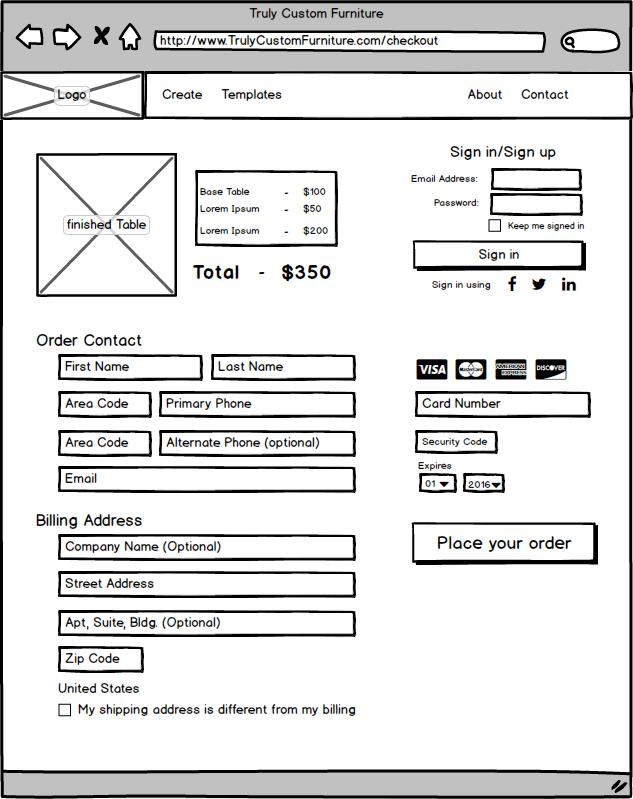 Truly Custom Furniture
http://www.TrulyCustomFurniture.com/checkout
Logo
Create Templates About Contact
finished Table
Base Table - $100
Lorem Ipsum - $50
Lorem Ipsum - $200
Total - $350
Sign in/Sign up
Email Address:
Password:
Keep me signed in
Sign in
Sign in using f in
Order Contact
First Name Last Name
Area Code Primary Phone
Area Code Alternate Phone (optional)
Email
VISA MasterCard AMERICAN EXPRESS DISCOVER
Card Number
Security Code
Expires
01 2016
Place your order
Billing Address
Company Name (Optional)
Street Address
Apt, Suite, Bldg. (Optional)
Zip Code
United States
My shipping address is different from my billing